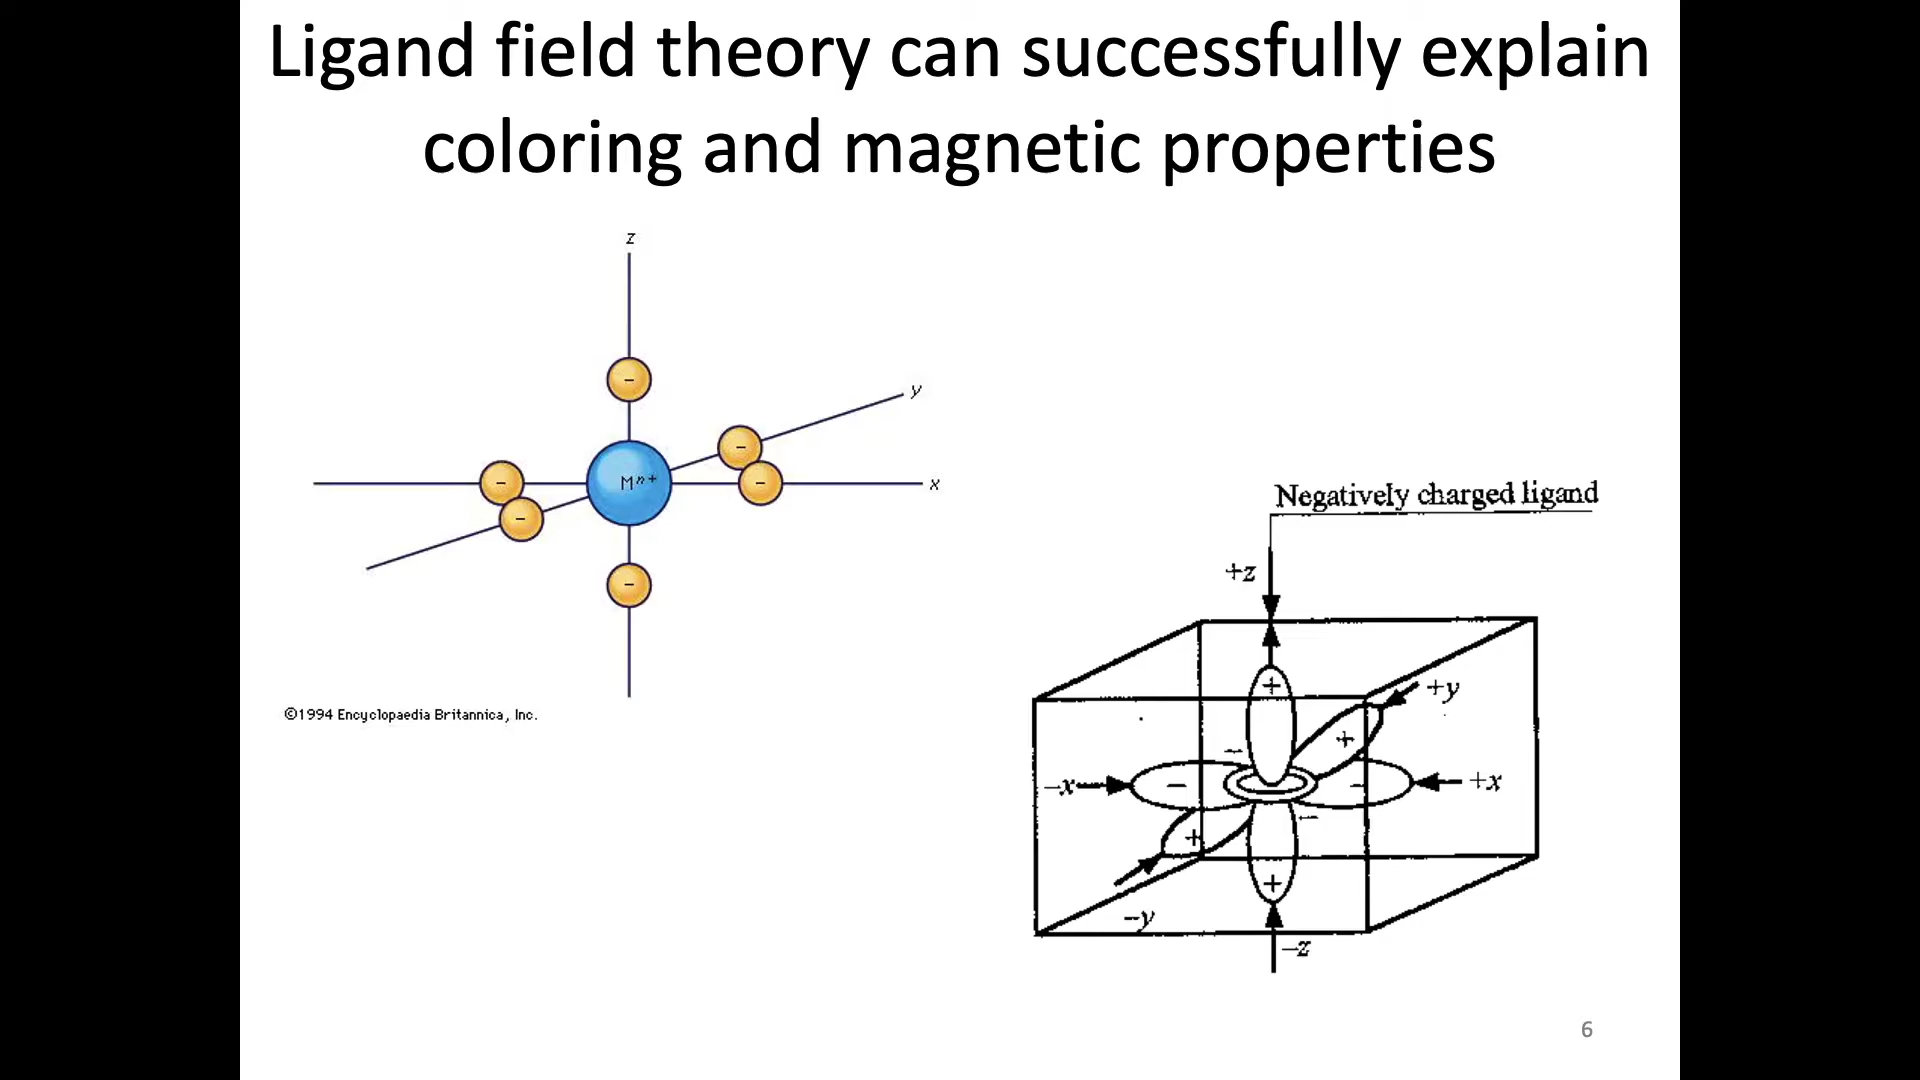 Ligand field theory can successfully explain
coloring and magnetic properties
z
y
−
−
−
Mⁿ⁺
−
x
−
−
©1994 Encyclopaedia Britannica, Inc.
Negatively charged ligand
+z
+
+y
+
−
−x
−
−
+x
−
+
+
−y
−z
6